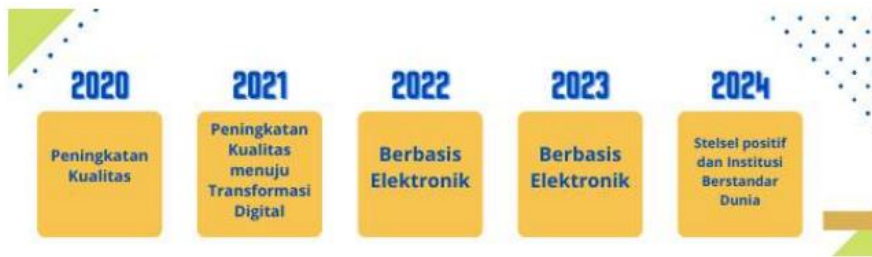 2020
2021
2022
2023
2024
Peningkatan
Kualitas
Peningkatan
Kualitas
menuju
Transformasi
Digital
Berbasis
Elektronik
Berbasis
Elektronik
Stelsel positif
dan Institusi
Berstandar
Dunia